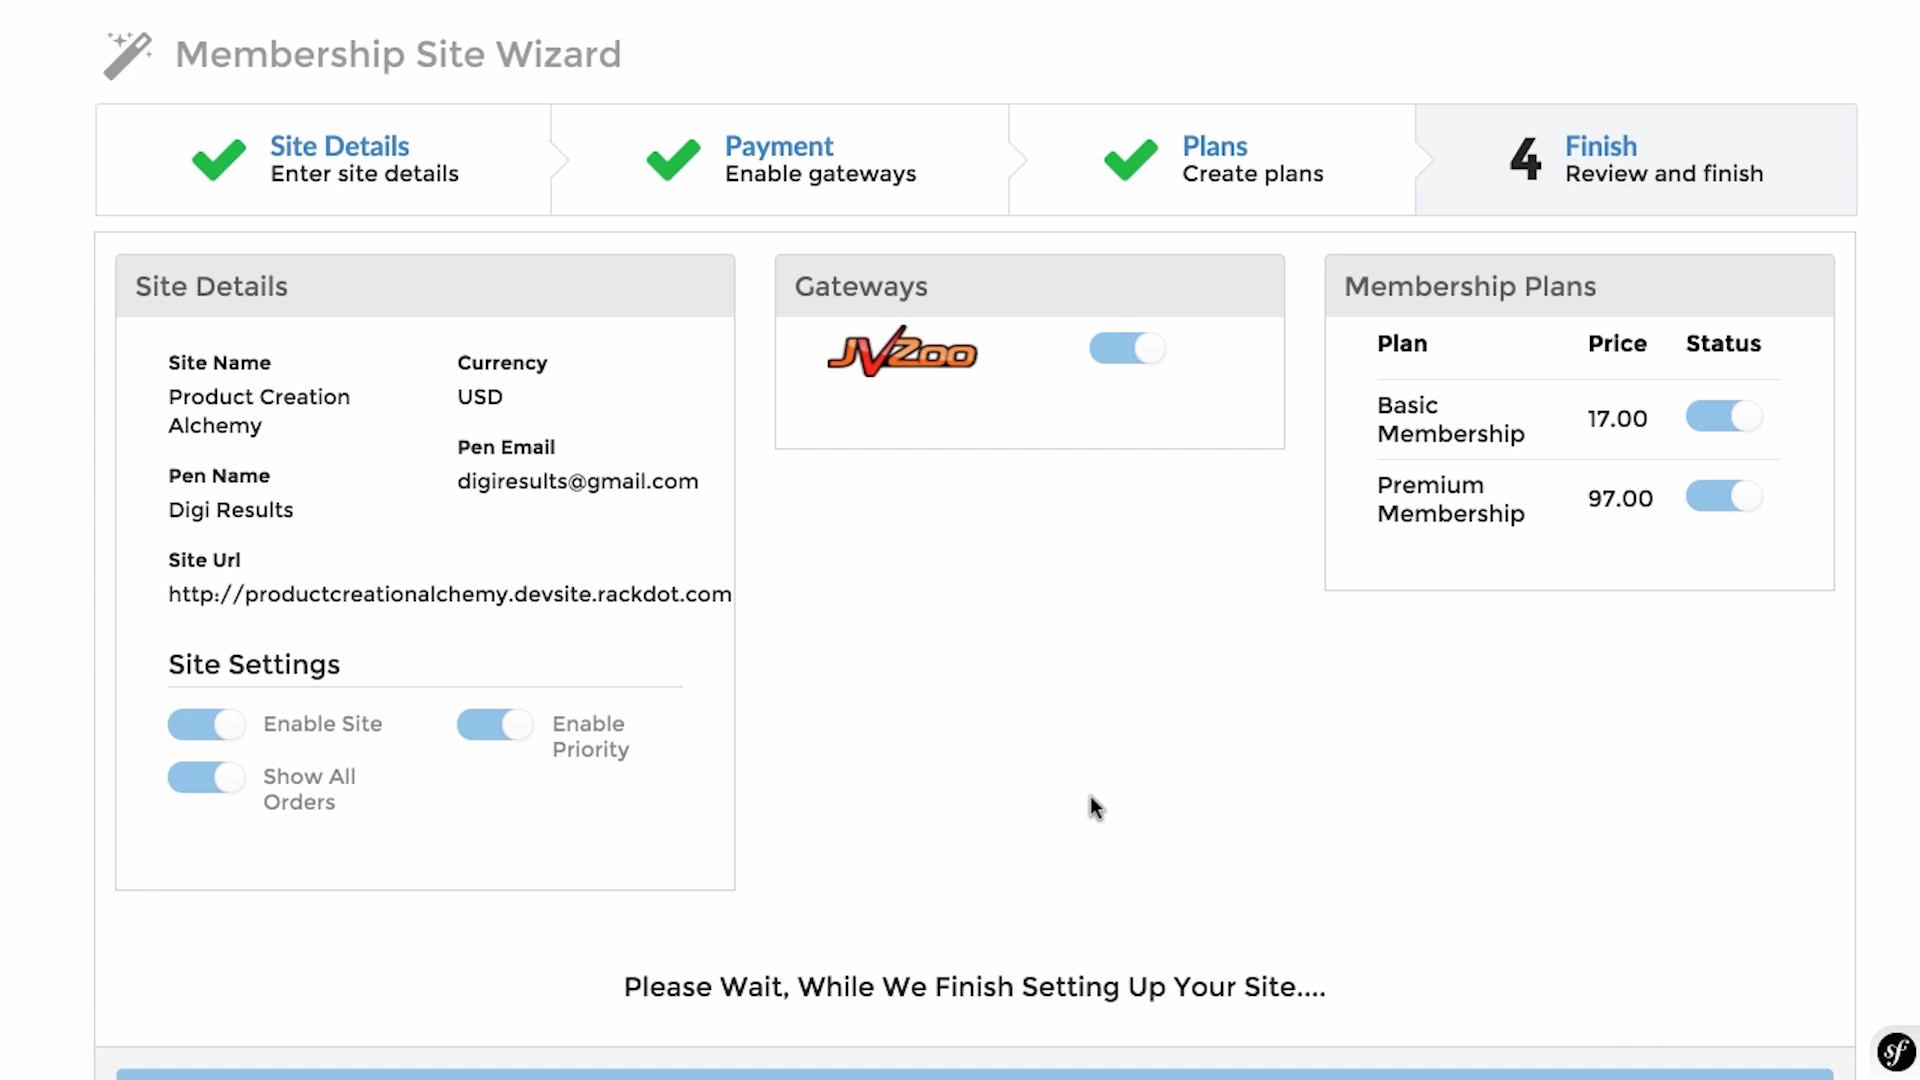 Membership Site Wizard
Site Details
Enter site details
Payment
Enable gateways
Plans
Create plans
4
Finish
Review and finish
Site Details
Site Name
Product Creation
Alchemy
Pen Name
Digi Results
Site Url
http://productcreationalchemy.devsite.rackdot.com
Currency
USD
Pen Email
digiresults@gmail.com
Site Settings
Enable Site
Enable
Priority
Show All
Orders
Gateways
JVZoo
Membership Plans
Plan Price Status
Basic
Membership
17.00
Premium
Membership
97.00
Please Wait, While We Finish Setting Up Your Site....
sf